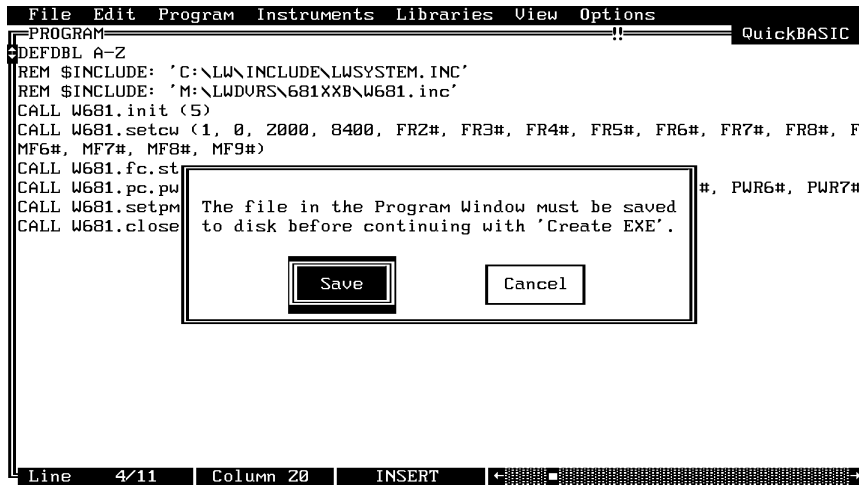 File Edit Program Instruments Libraries View Options
PROGRAM QuickBASIC
DEFDBL A-Z
REM $INCLUDE: 'C:\LW\INCLUDE\LWSYSTEM.INC'
REM $INCLUDE: 'M:\LWDVRS\681XXB\W681.inc'
CALL W681.init (5)
CALL W681.setcw (1, 0, 2000, 8400, FR2#, FR3#, FR4#, FR5#, FR6#, FR7#, FR8#, F
MF6#, MF7#, MF8#, MF9#)
CALL W681.fc.st
CALL W681.pc.pw #, PWR6#, PWR7#
CALL W681.setpm
CALL W681.close
The file in the Program Window must be saved
to disk before continuing with 'Create EXE'.
Save Cancel
Line 4/11 Column 20 INSERT